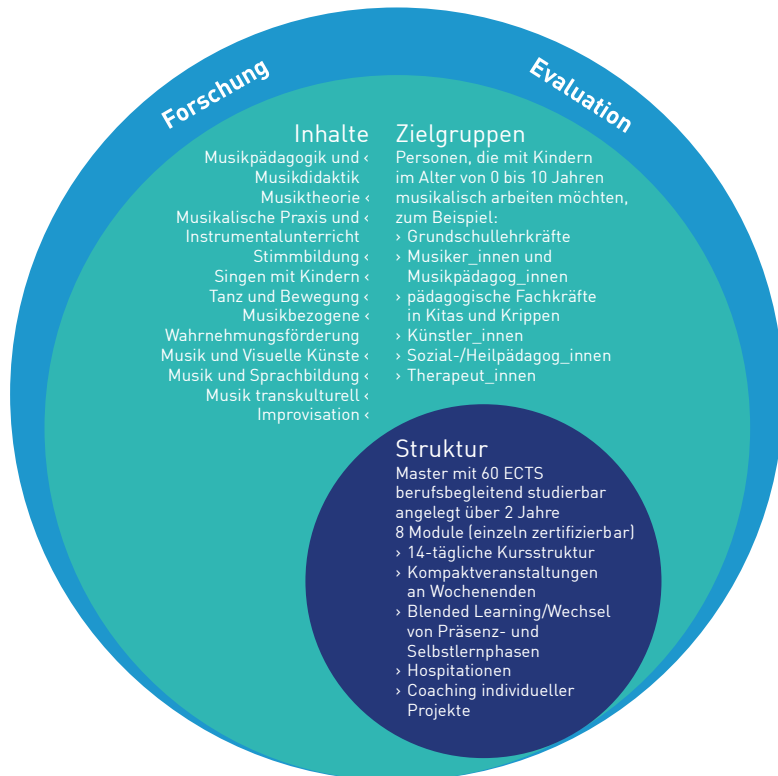 Forschung
Evaluation
Inhalte
Musikpädagogik und ‹
Musikdidaktik
Musiktheorie ‹
Musikalische Praxis und ‹
Instrumentalunterricht
Stimmbildung ‹
Singen mit Kindern ‹
Tanz und Bewegung ‹
Musikbezogene ‹
Wahrnehmungsförderung
Musik und Visuelle Künste ‹
Musik und Sprachbildung ‹
Musik transkulturell ‹
Improvisation ‹
Zielgruppen
Personen, die mit Kindern
im Alter von 0 bis 10 Jahren
musikalisch arbeiten möchten,
zum Beispiel:
› Grundschullehrkräfte
› Musiker_innen und
Musikpädagog_innen
› pädagogische Fachkräfte
in Kitas und Krippen
› Künstler_innen
› Sozial-/Heilpädagog_innen
› Therapeut_innen
Struktur
Master mit 60 ECTS
berufsbegleitend studierbar
angelegt über 2 Jahre
8 Module (einzeln zertifizierbar)
› 14-tägliche Kursstruktur
› Kompaktveranstaltungen
an Wochenenden
› Blended Learning/Wechsel
von Präsenz- und
Selbstlernphasen
› Hospitationen
› Coaching individueller
Projekte